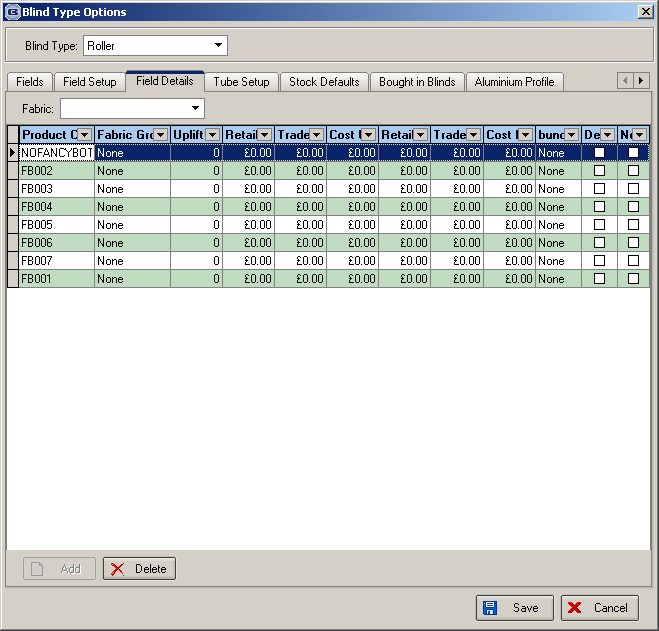 Blind Type Options
Blind Type: Roller
Fields Field Setup Field Details Tube Setup Stock Defaults Bought in Blinds Aluminium Profile
Fabric:
Product C Fabric Gro Uplift Retail Trade Cost U Retail Trade Cost bund De No
NOFANCYBOT None 0 £0.00 £0.00 £0.00 £0.00 £0.00 £0.00 None
FB002 None 0 £0.00 £0.00 £0.00 £0.00 £0.00 £0.00 None
FB003 None 0 £0.00 £0.00 £0.00 £0.00 £0.00 £0.00 None
FB004 None 0 £0.00 £0.00 £0.00 £0.00 £0.00 £0.00 None
FB005 None 0 £0.00 £0.00 £0.00 £0.00 £0.00 £0.00 None
FB006 None 0 £0.00 £0.00 £0.00 £0.00 £0.00 £0.00 None
FB007 None 0 £0.00 £0.00 £0.00 £0.00 £0.00 £0.00 None
FB001 None 0 £0.00 £0.00 £0.00 £0.00 £0.00 £0.00 None
Add Delete
Save Cancel